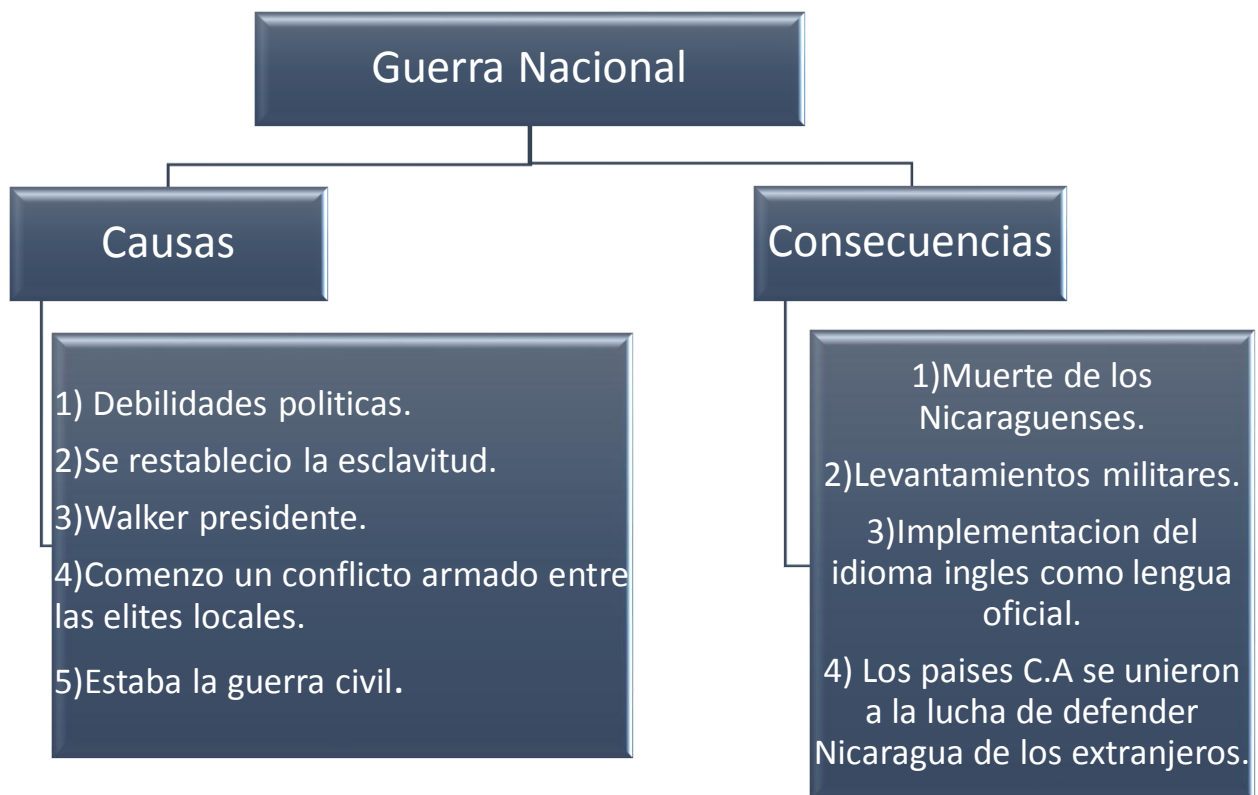 Guerra Nacional
Causas
1) Debilidades politicas.
2)Se restablecio la esclavitud.
3)Walker presidente.
4)Comenzo un conflicto armado entre
las elites locales.
5)Estaba la guerra civil.
Consecuencias
1)Muerte de los
Nicaraguenses.
2)Levantamientos militares.
3)Implementacion del
idioma ingles como lengua
oficial.
4) Los paises C.A se unieron
a la lucha de defender
Nicaragua de los extranjeros.